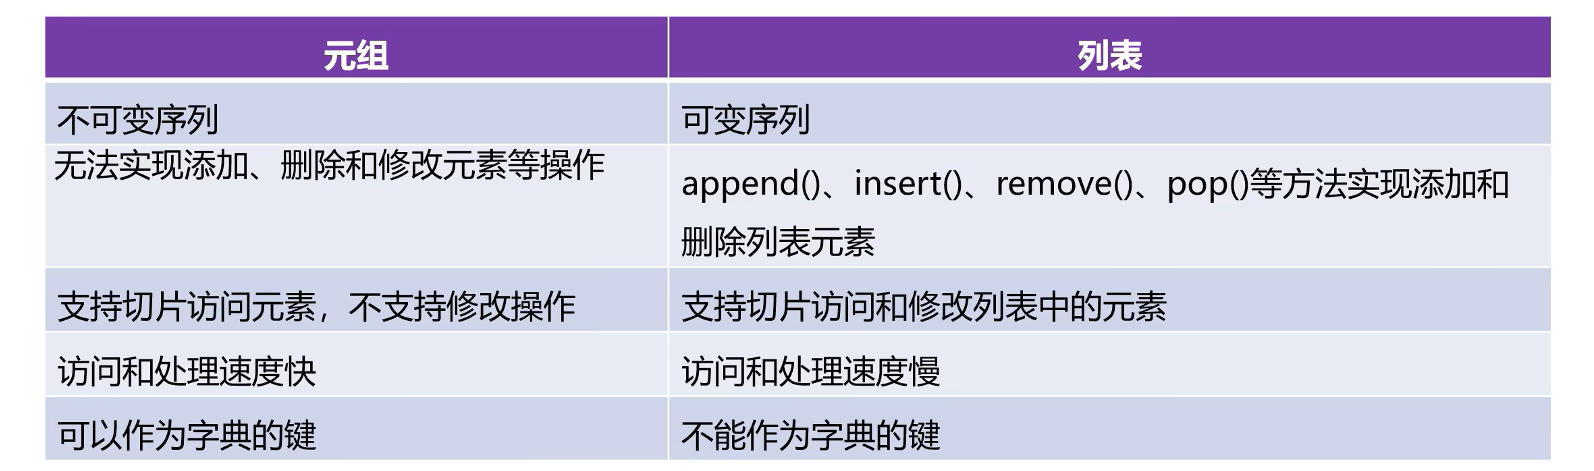 元组
列表
不可变序列
可变序列
无法实现添加、删除和修改元素等操作
append()、insert()、remove()、pop()等方法实现添加和
删除列表元素
支持切片访问元素，不支持修改操作
支持切片访问和修改列表中的元素
访问和处理速度快
访问和处理速度慢
可以作为字典的键
不能作为字典的键